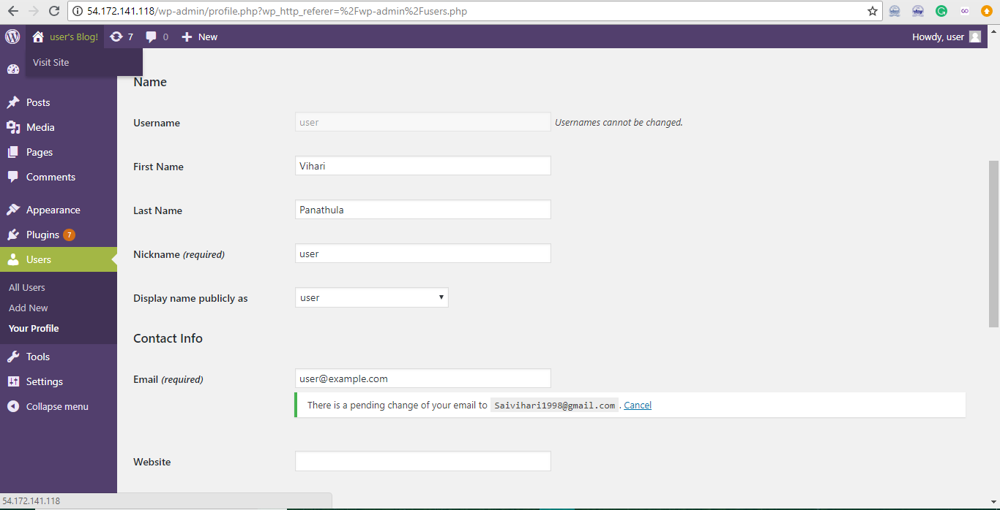 54.172.141.118/wp-admin/profile.php?wp_http_referer=%2Fwp-admin%2Fusers.php
user's Blog! 7 0 New Howdy, user
Visit Site
Posts
Media
Pages
Comments
Appearance
Plugins 7
Users
All Users
Add New
Your Profile
Tools
Settings
Collapse menu
Name
Username user Usernames cannot be changed.
First Name Vihari
Last Name Panathula
Nickname (required) user
Display name publicly as user
Contact Info
Email (required) user@example.com
There is a pending change of your email to Saivihari1998@gmail.com . Cancel
Website
54.172.141.118